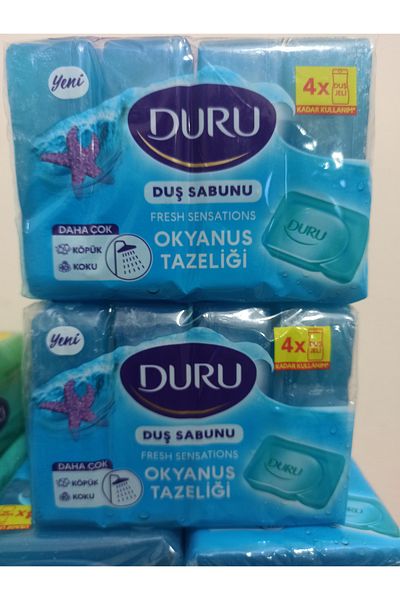 Yeni
DURU
4x DUŞ JELİ
KADAR KULLANIM*
DUŞ SABUNU
FRESH SENSATIONS
OKYANUS
TAZELİĞİ
DAHA ÇOK
KÖPÜK
KOKU
DURU
Yeni
DURU
4x DUŞ JELİ
KADAR KULLANIM*
DUŞ SABUNU
FRESH SENSATIONS
OKYANUS
TAZELİĞİ
DAHA ÇOK
KÖPÜK
KOKU
DURU